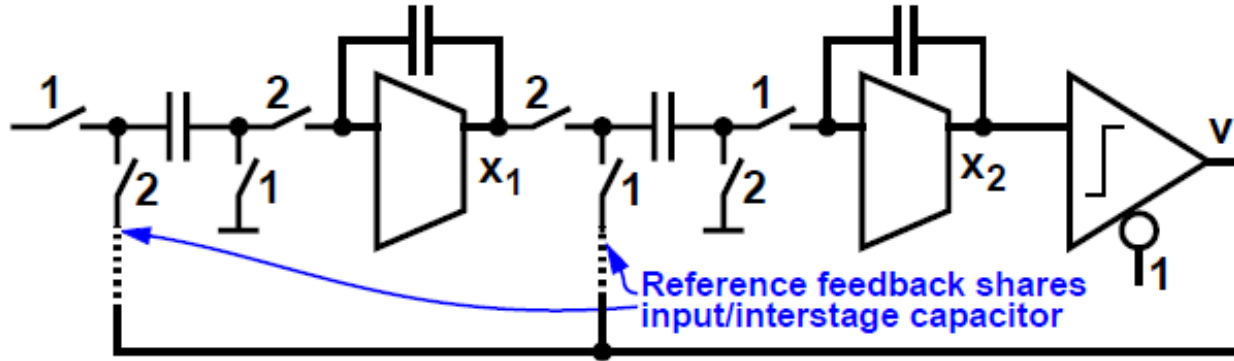 1
2
2
1
2
1
x1
1
2
x2
v
1
Reference feedback shares
input/interstage capacitor